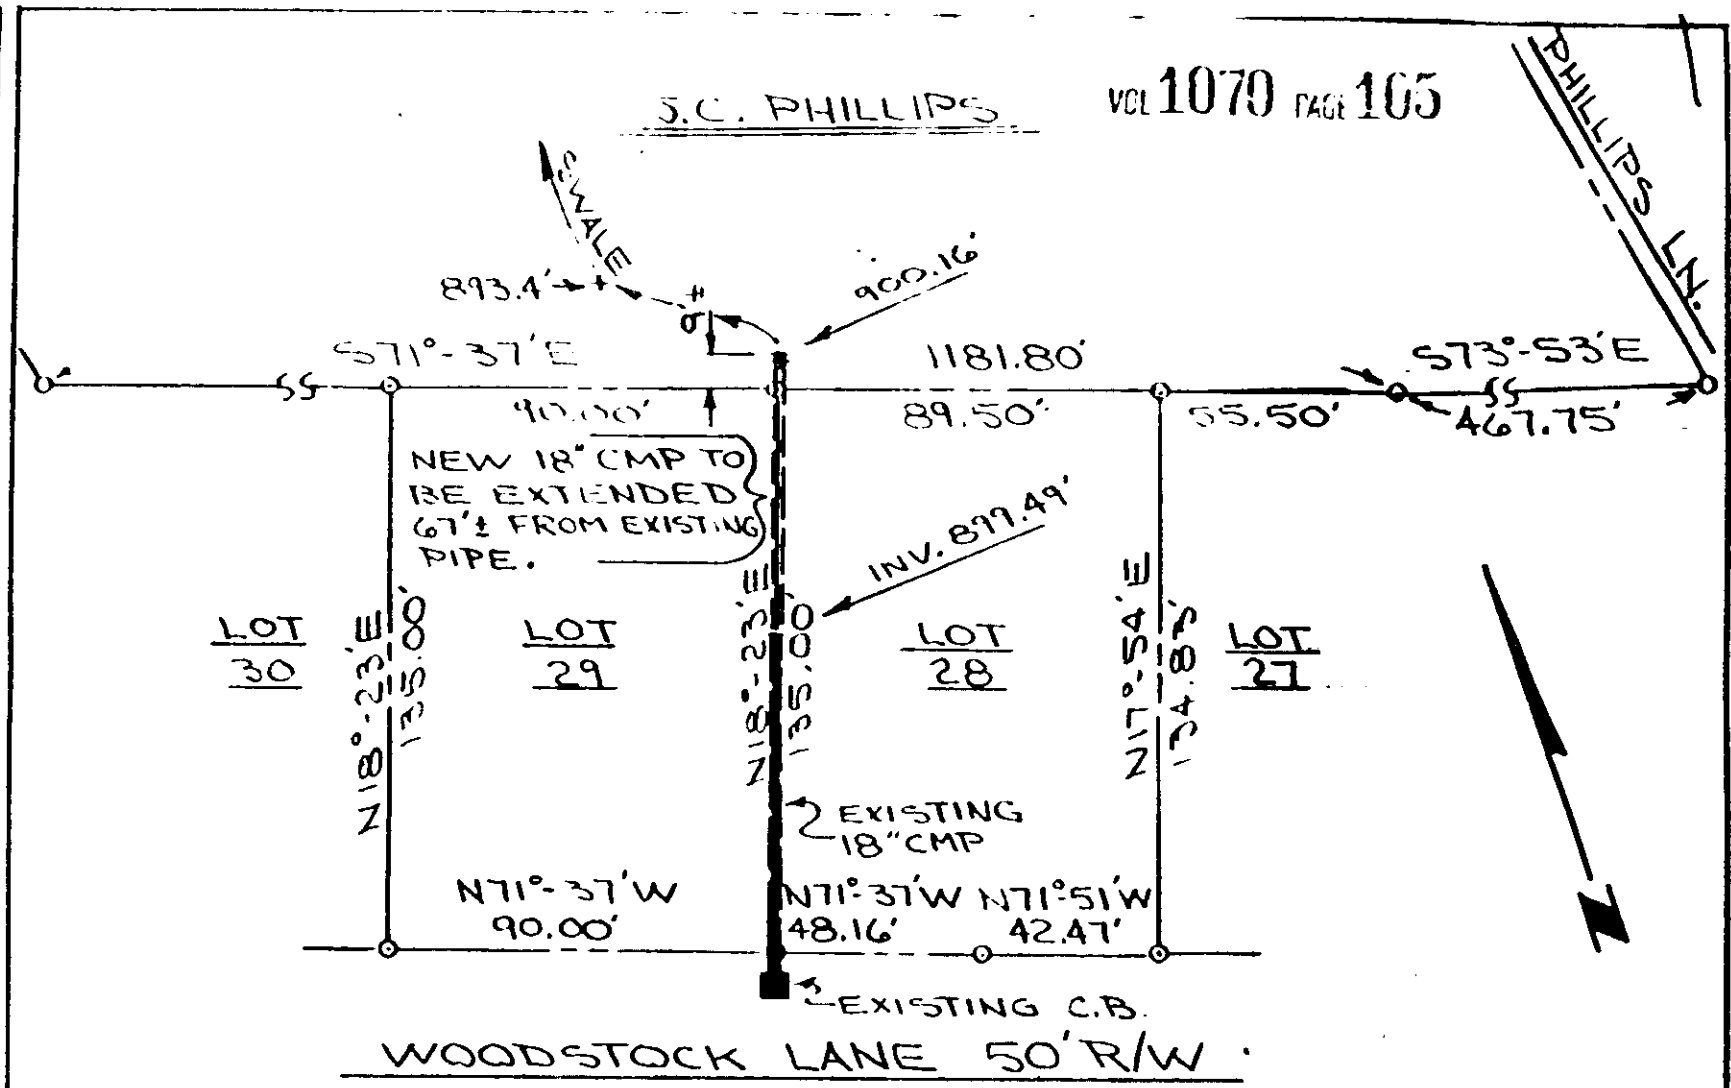 J.C. PHILLIPS
VOL 1070 PAGE 165
PHILLIPS LN.
SWALE
893.4'
9'±
900.16'
S71°-37'E
1181.80'
S73°-53'E
90.00'
89.50'
55.50'
467.75'
NEW 18" CMP TO
BE EXTENDED
67'± FROM EXISTING
PIPE.
INV. 899.49'
LOT
30
N18°-23'E
135.00'
LOT
29
N18°-23'E
135.00'
LOT
28
N17°-54'E
134.83'
LOT
27
EXISTING
18" CMP
N71°-37'W
90.00'
N71°-37'W
48.16'
N71°-51'W
42.47'
N
EXISTING C.B.
WOODSTOCK LANE 50' R/W